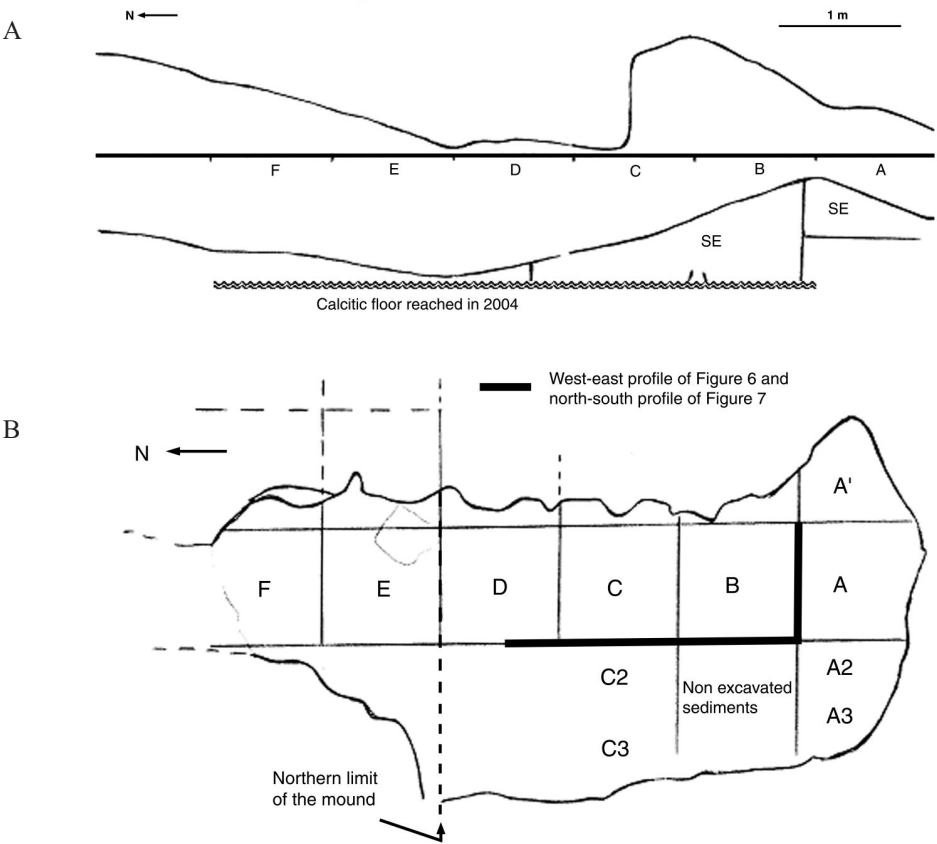 A
N
1 m
F E D C B A
SE
SE
Calcitic floor reached in 2004
West-east profile of Figure 6 and
north-south profile of Figure 7
B
N
A'
F E D C B A
C2
Non excavated
sediments
A2
A3
C3
Northern limit
of the mound